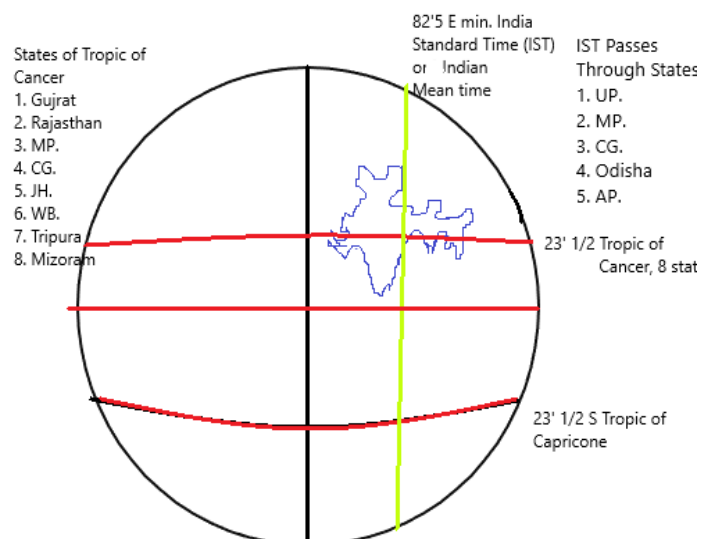 States of Tropic of
Cancer
1. Gujrat
2. Rajasthan
3. MP.
4. CG.
5. JH.
6. WB.
7. Tripura
8. Mizoram
82'5 E min. India
Standard Time (IST)
or Indian
Mean time
IST Passes
Through States
1. UP.
2. MP.
3. CG.
4. Odisha
5. AP.
23' 1/2 Tropic of
Cancer, 8 stat
23' 1/2 S Tropic of
Capricone